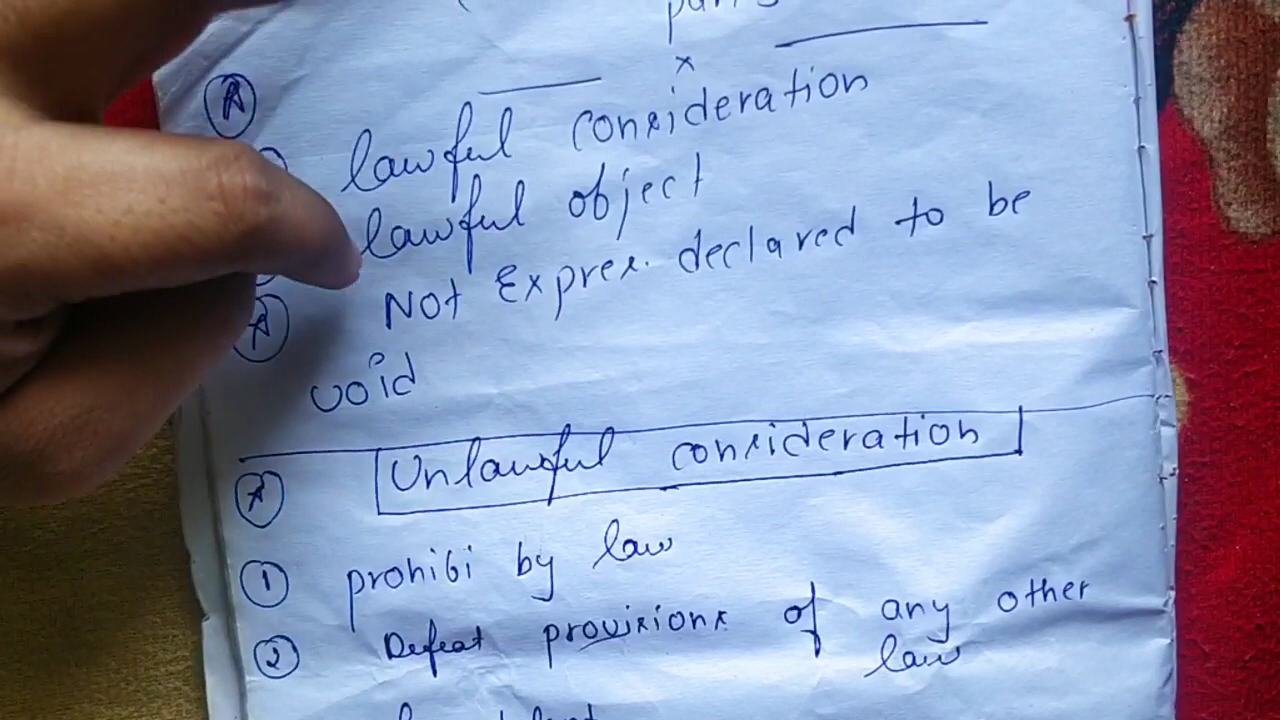 lawful consideration
lawful object
Not Expres. declared to be
void
Unlawful consideration
① prohibi by law
② Defeat provisions of any other
law